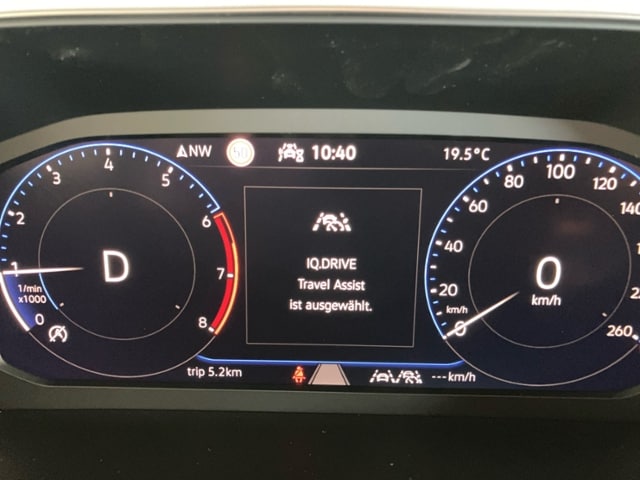 NW
10:40
19.5°C
0
1
2
3
4
5
6
7
8
1/min
x1000
D
IQ.DRIVE
Travel Assist
ist ausgewählt.
0
20
40
60
80
100
120
140
260
km/h
0
km/h
trip 5.2km
--- km/h